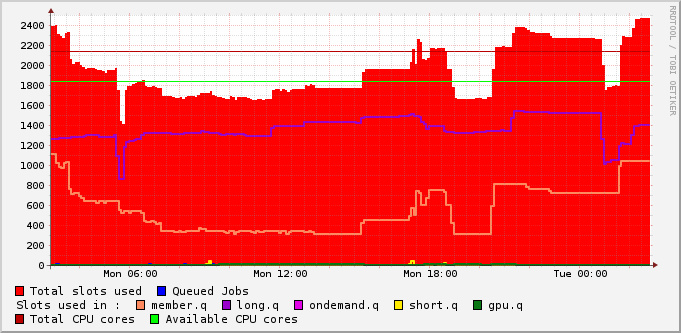 2400
2200
2000
1800
1600
1400
1200
1000
800
600
400
200
0
Mon 06:00 Mon 12:00 Mon 18:00 Tue 00:00
RRDTOOL / TOBI OETIKER
Total slots used Queued Jobs
Slots used in : member.q long.q ondemand.q short.q gpu.q
Total CPU cores Available CPU cores